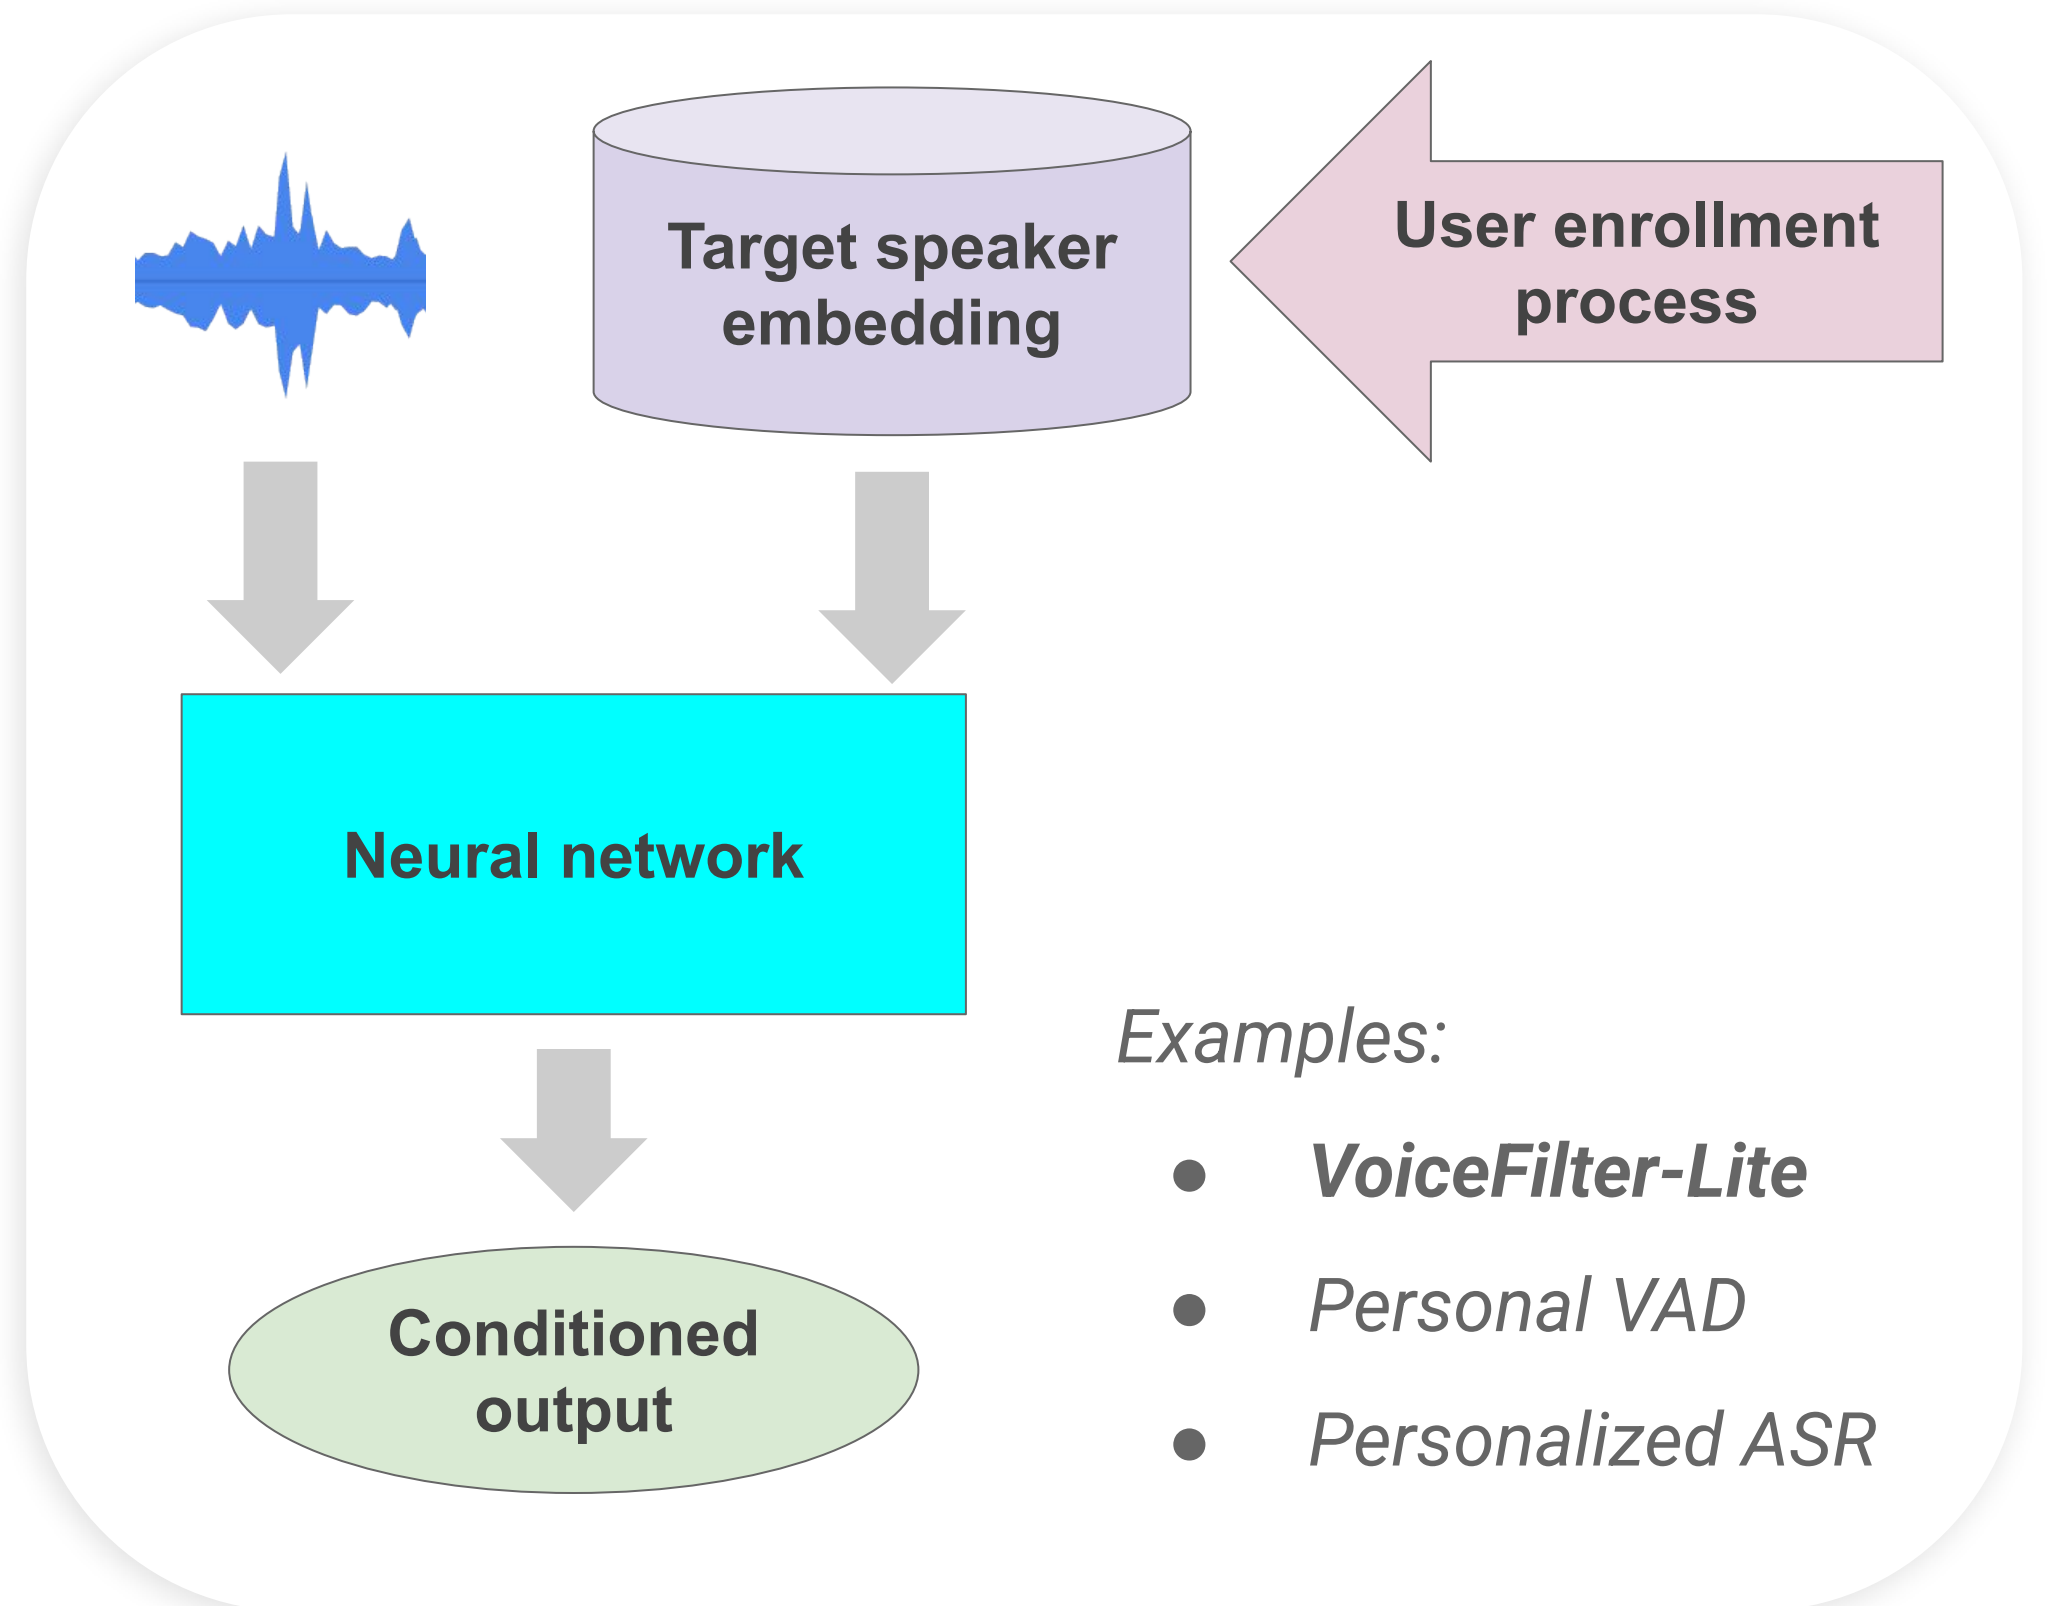 Target speaker
embedding
User enrollment
process
Neural network
Conditioned
output
Examples:
● VoiceFilter-Lite
● Personal VAD
● Personalized ASR